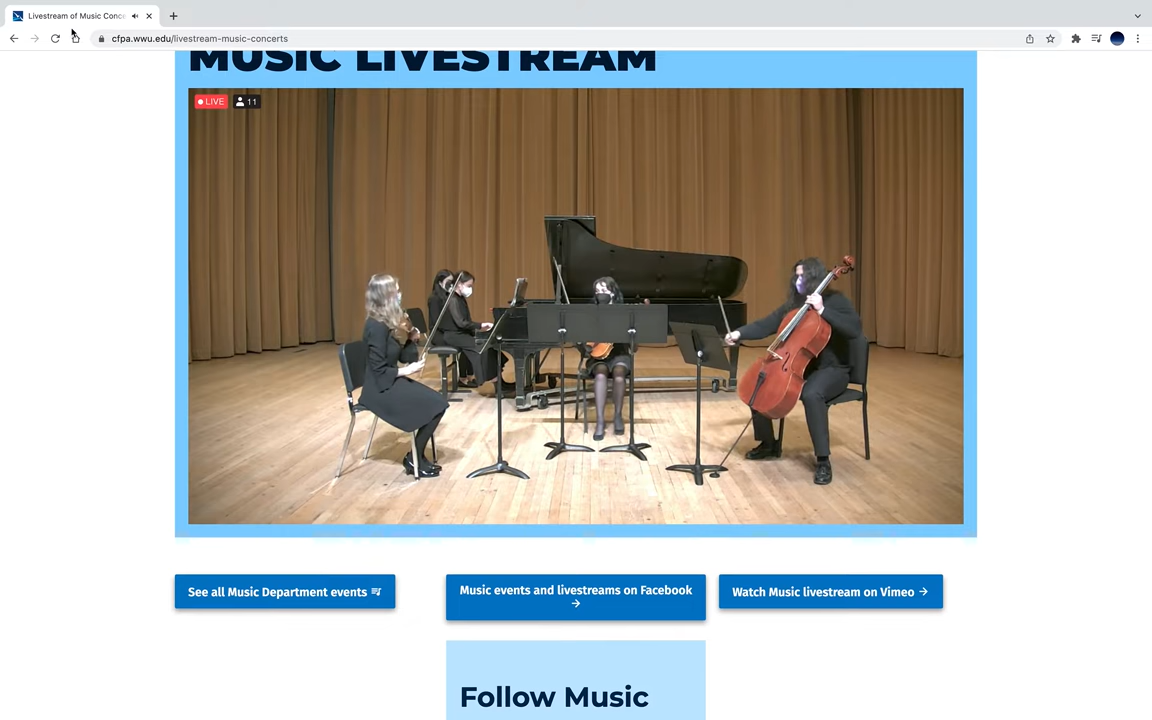 Livestream of Music Conc
cfpa.wwu.edu/livestream-music-concerts
MUSIC LIVESTREAM
LIVE
11
See all Music Department events
Music events and livestreams on Facebook
→
Watch Music livestream on Vimeo →
Follow Music